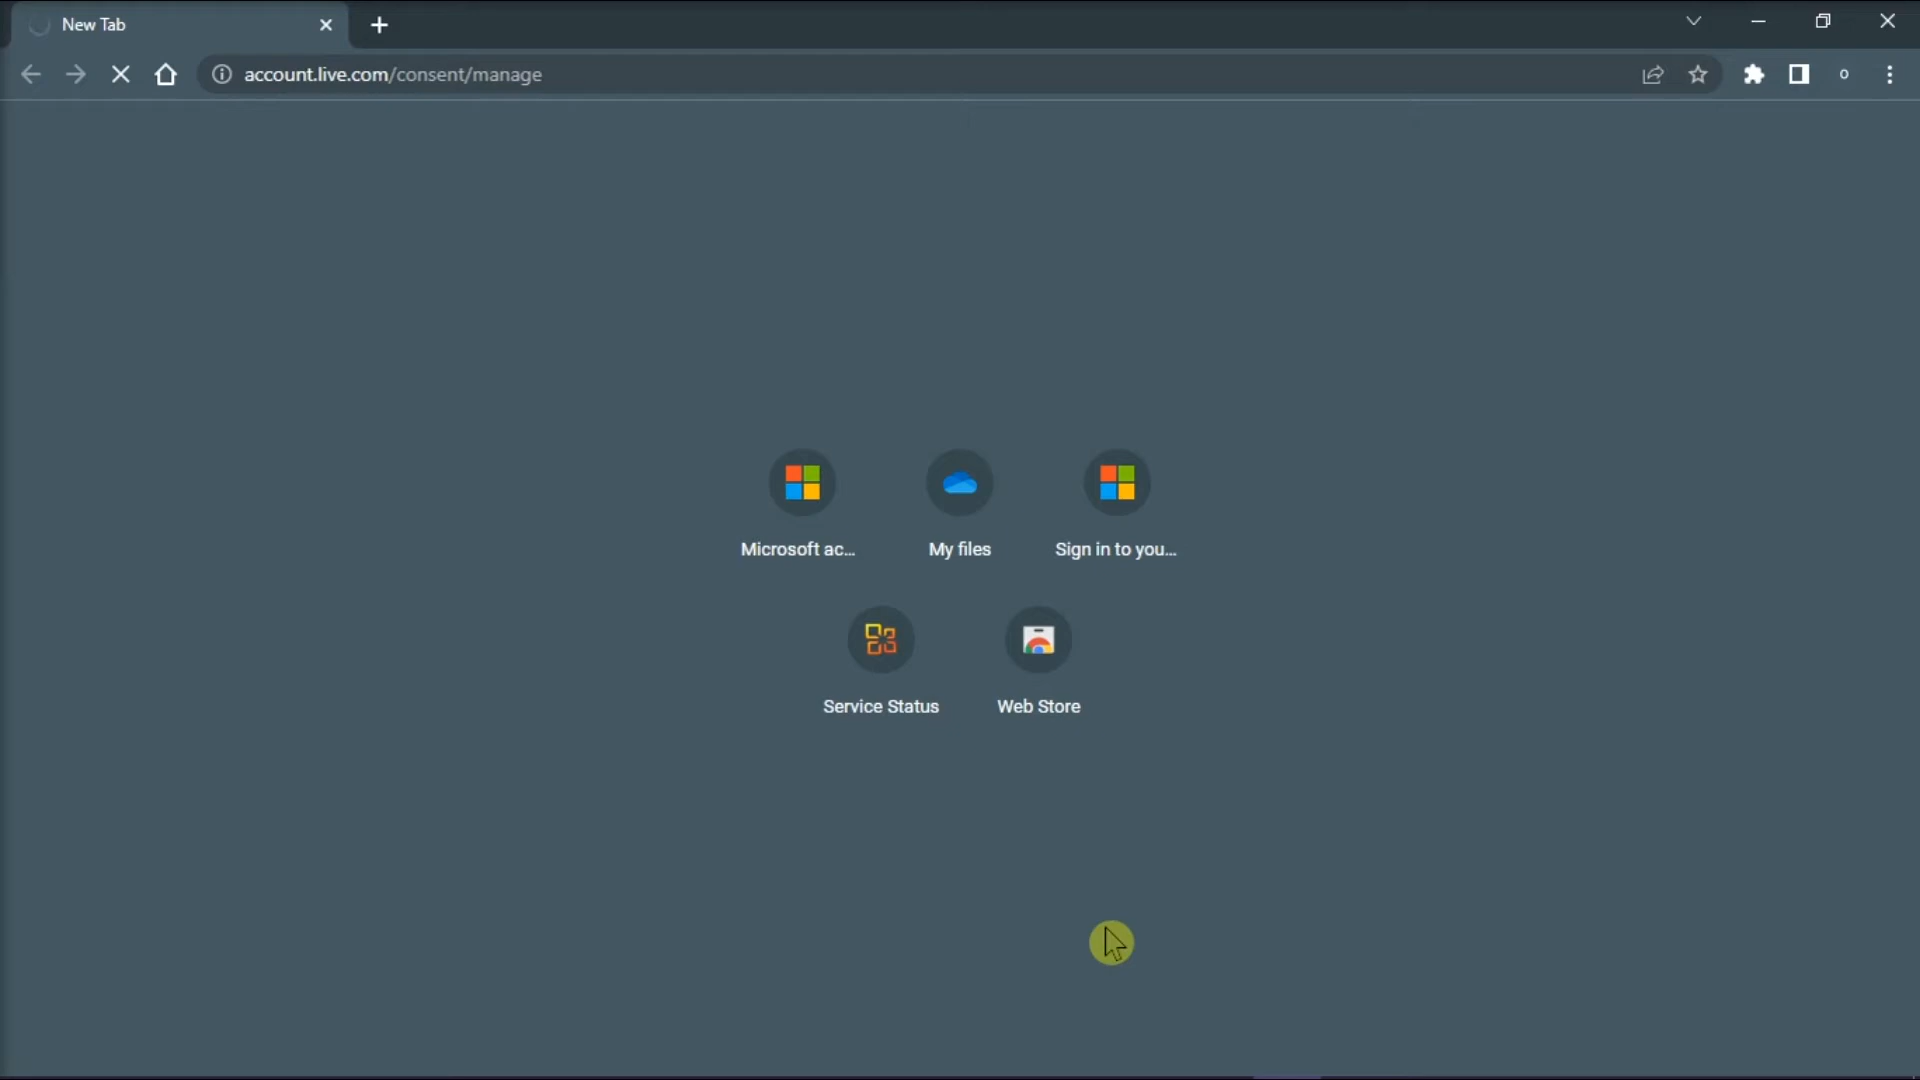 New Tab
account.live.com/consent/manage
Microsoft ac...
My files
Sign in to you...
Service Status
Web Store